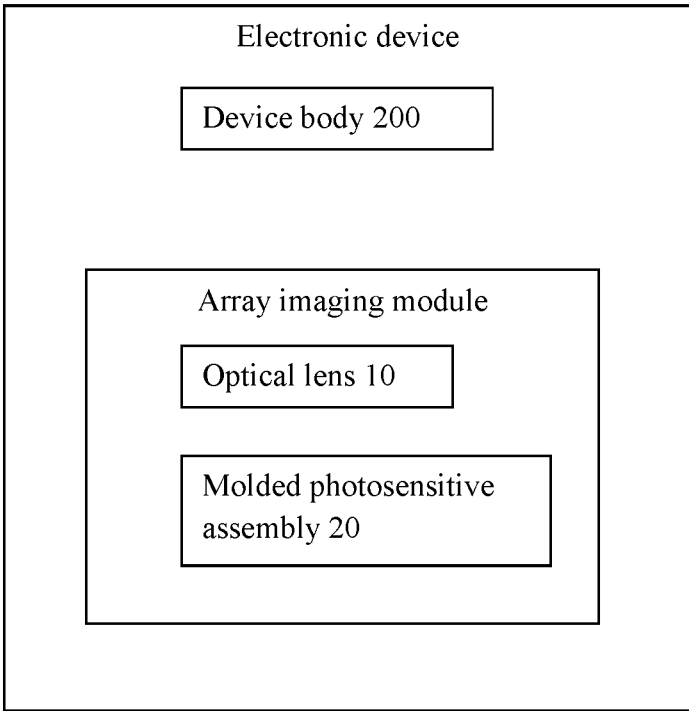 Electronic device
Device body 200
Array imaging module
Optical lens 10
Molded photosensitive
assembly 20